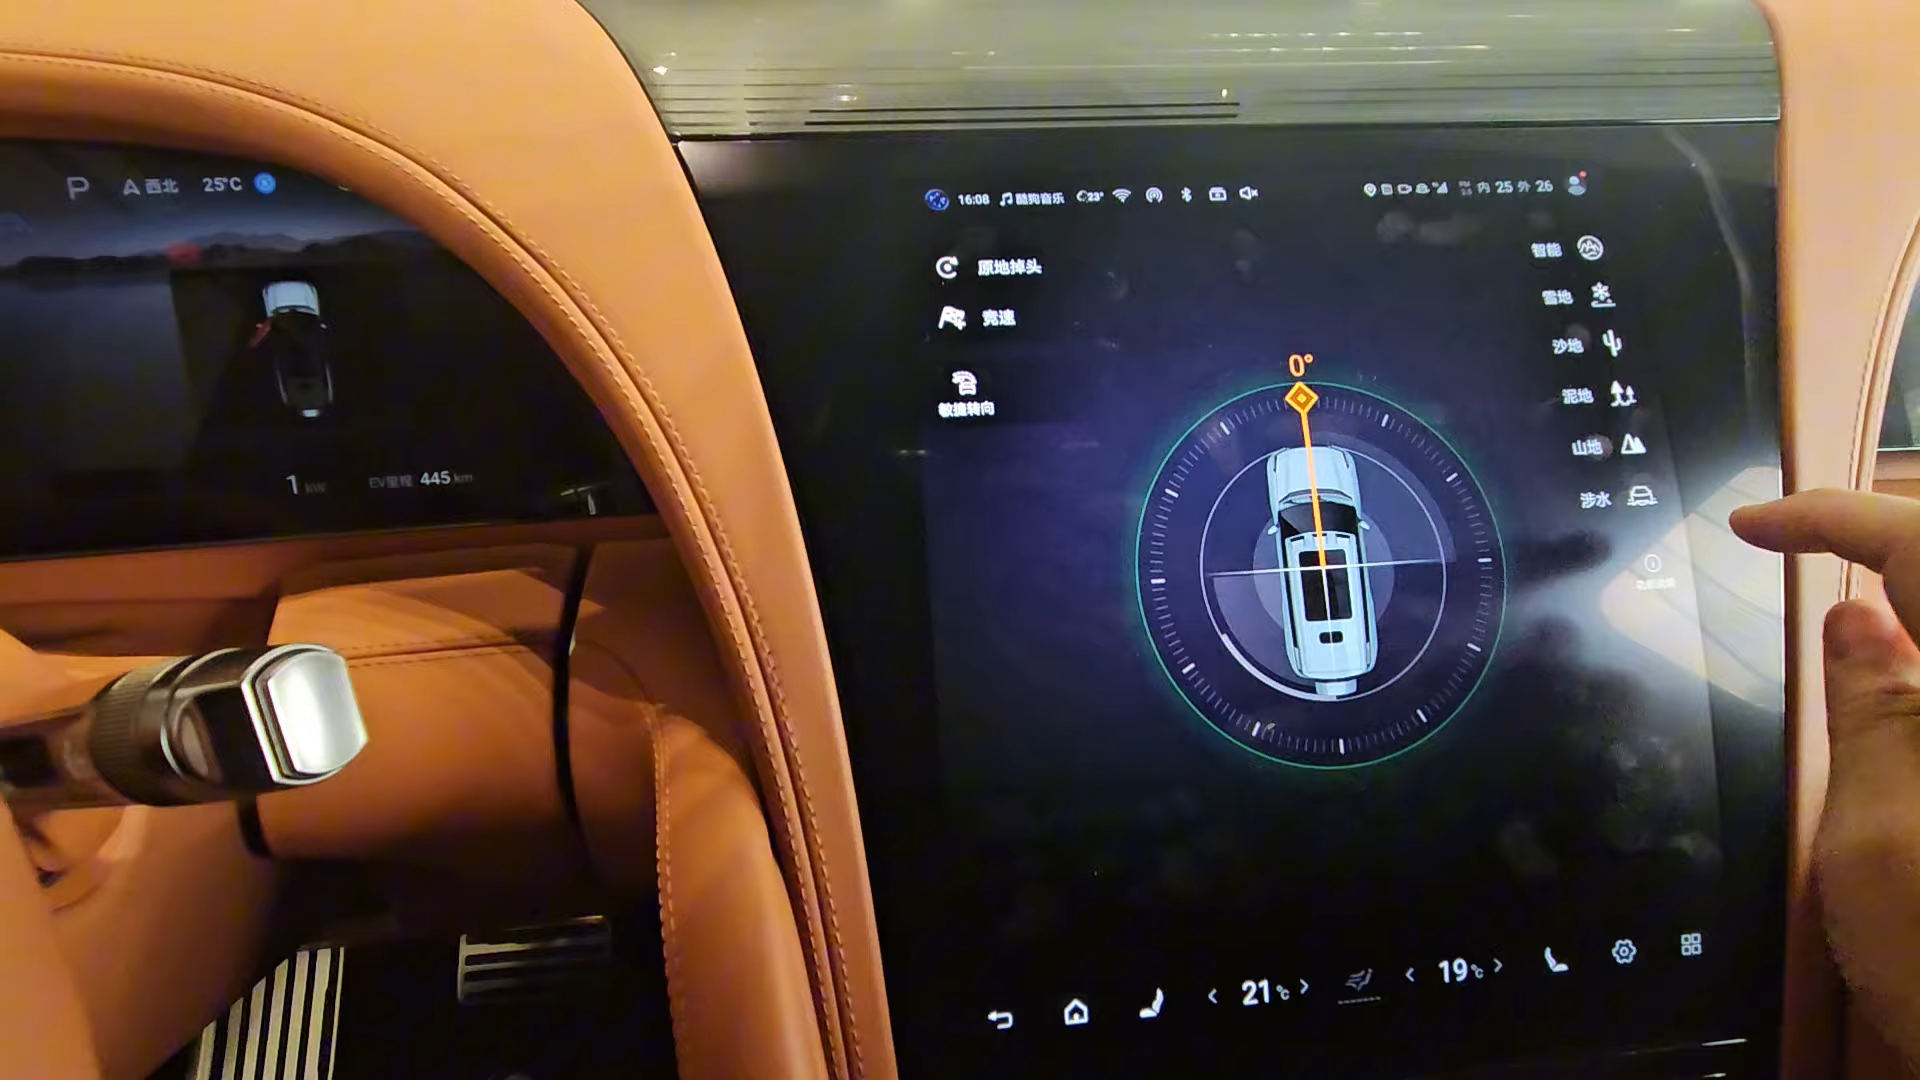 P
A 西北
25°C
1 kW
EV里程 445 km
16:08 酷狗音乐 23°
内 25 外 26
原地掉头
竞速
敏捷转向
0°
智能
雪地
沙地
泥地
山地
涉水
< 21°C >
< 19°C >